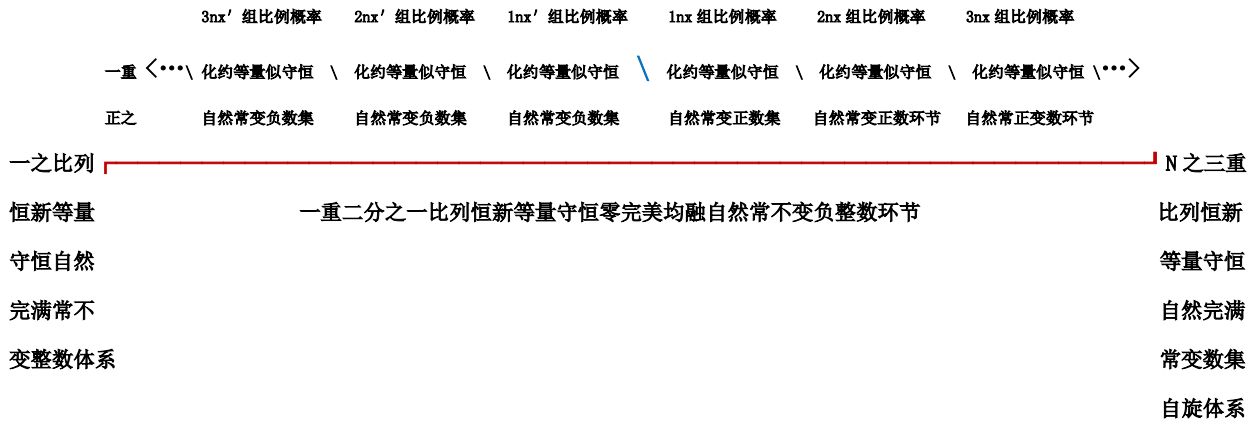 3nx′组比例概率 2nx′组比例概率 1nx′组比例概率 1nx 组比例概率 2nx 组比例概率 3nx 组比例概率
一重 〈…\ 化约等量似守恒 \ 化约等量似守恒 \ 化约等量似守恒 \ 化约等量似守恒 \ 化约等量似守恒 \ 化约等量似守恒 \…〉
正之 自然常变负数集 自然常变负数集 自然常变负数集 自然常变正数集 自然常变正数环节 自然常正变数环节
一之比列 N 之三重
恒新等量 一重二分之一比列恒新等量守恒零完美均融自然常不变负整数环节 比列恒新
守恒自然 等量守恒
完满常不 自然完满
变整数体系 常变数集
自旋体系